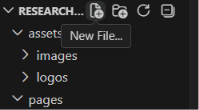 RESEARCH...
assets
New File...
images
logos
pages